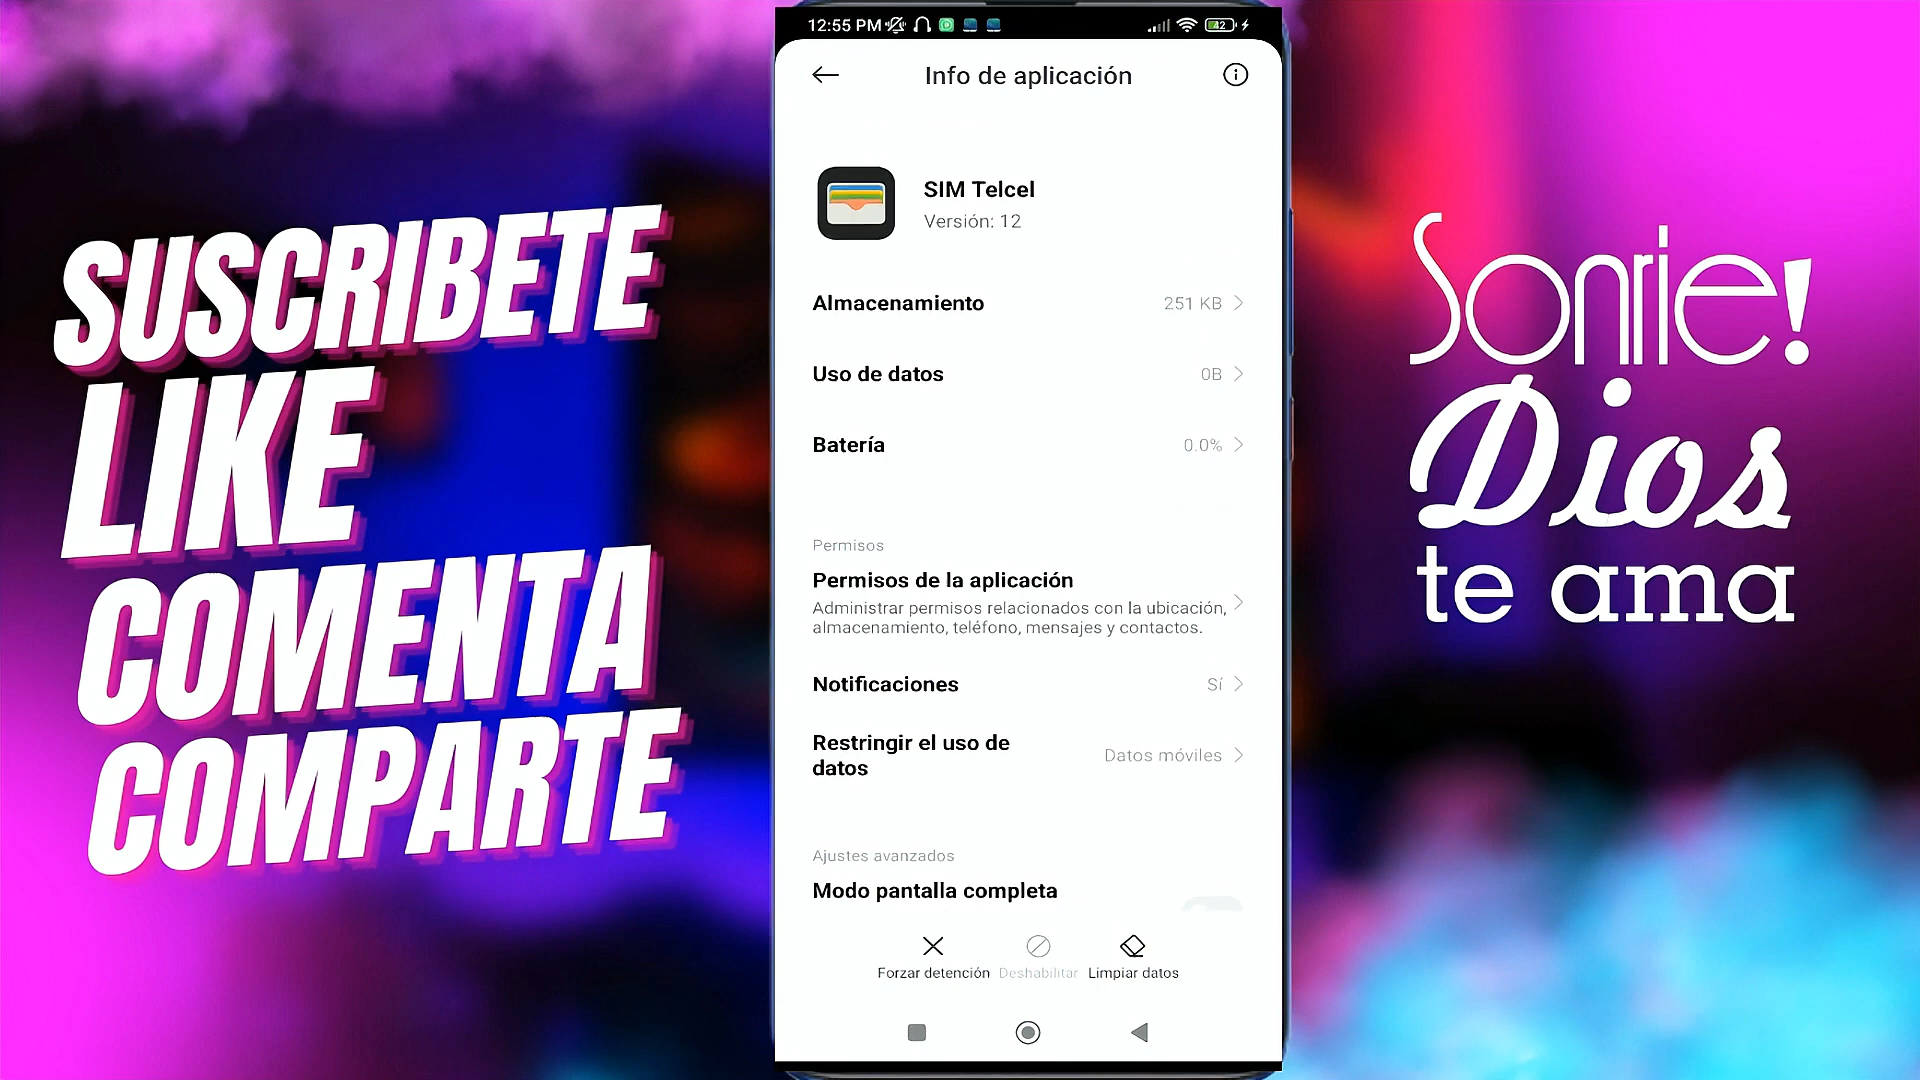 SUSCRIBETE
LIKE
COMENTA
COMPARTE
12:55 PM
42
Info de aplicación
SIM Telcel
Versión: 12
Almacenamiento 251 KB
Uso de datos 0B
Batería 0.0%
Permisos
Permisos de la aplicación
Administrar permisos relacionados con la ubicación,
almacenamiento, teléfono, mensajes y contactos.
Notificaciones Sí
Restringir el uso de
datos Datos móviles
Ajustes avanzados
Modo pantalla completa
Forzar detención Deshabilitar Limpiar datos
Sonrie!
Dios
te ama